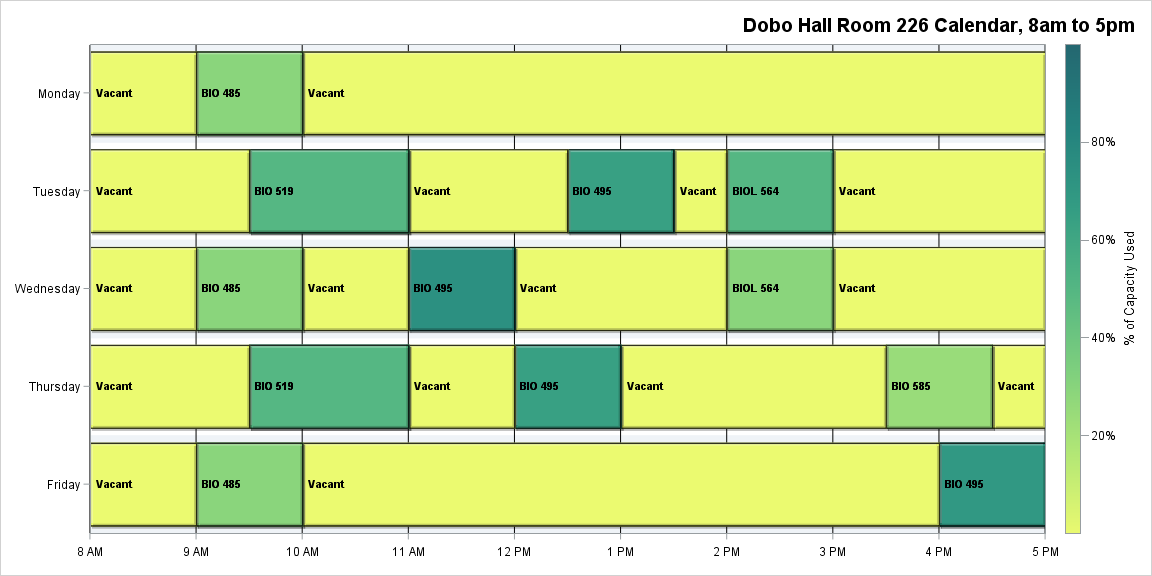 Dobo Hall Room 226 Calendar, 8am to 5pm
Monday
Vacant
BIO 485
Vacant
Tuesday
Vacant
BIO 519
Vacant
BIO 495
Vacant
BIOL 564
Vacant
Wednesday
Vacant
BIO 485
Vacant
BIO 495
Vacant
BIOL 564
Vacant
Thursday
Vacant
BIO 519
Vacant
BIO 495
Vacant
BIO 585
Vacant
Friday
Vacant
BIO 485
Vacant
BIO 495
8 AM
9 AM
10 AM
11 AM
12 PM
1 PM
2 PM
3 PM
4 PM
5 PM
80%
60%
40%
20%
% of Capacity Used